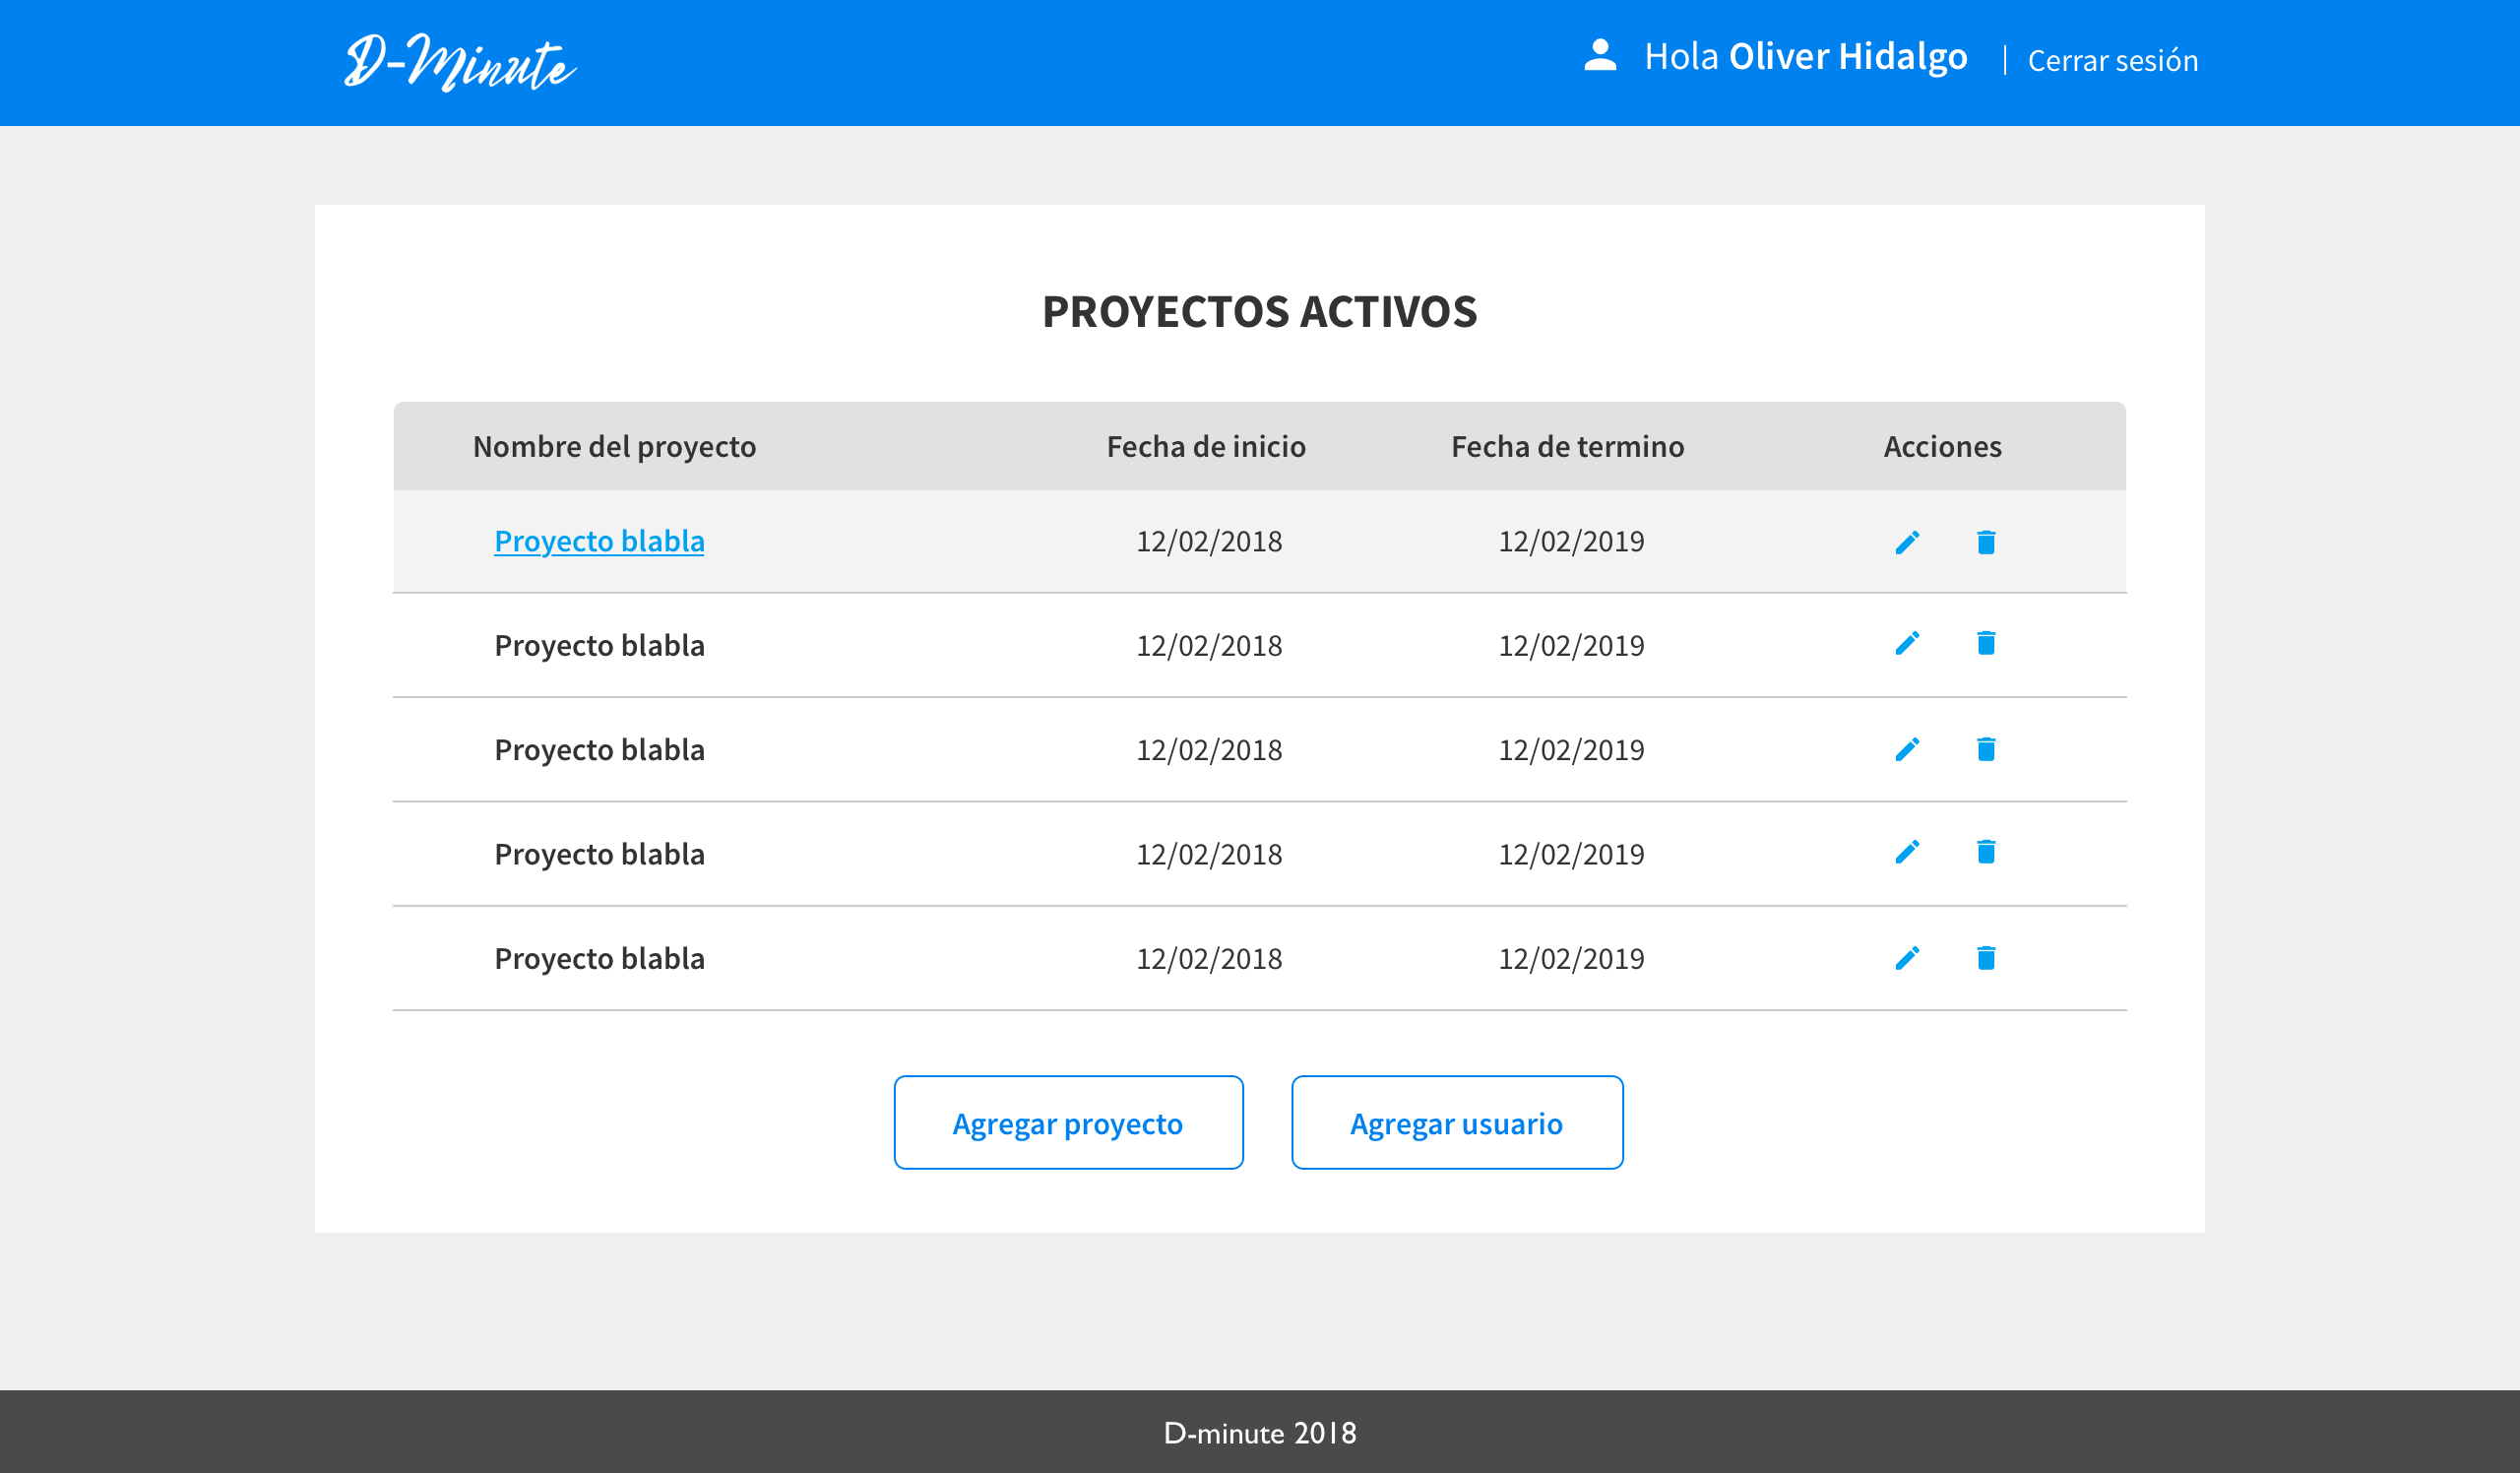 D-Minute
Hola Oliver Hidalgo | Cerrar sesión
PROYECTOS ACTIVOS
Nombre del proyecto Fecha de inicio Fecha de termino Acciones
Proyecto blabla 12/02/2018 12/02/2019
Proyecto blabla 12/02/2018 12/02/2019
Proyecto blabla 12/02/2018 12/02/2019
Proyecto blabla 12/02/2018 12/02/2019
Proyecto blabla 12/02/2018 12/02/2019
Agregar proyecto Agregar usuario
D-minute 2018